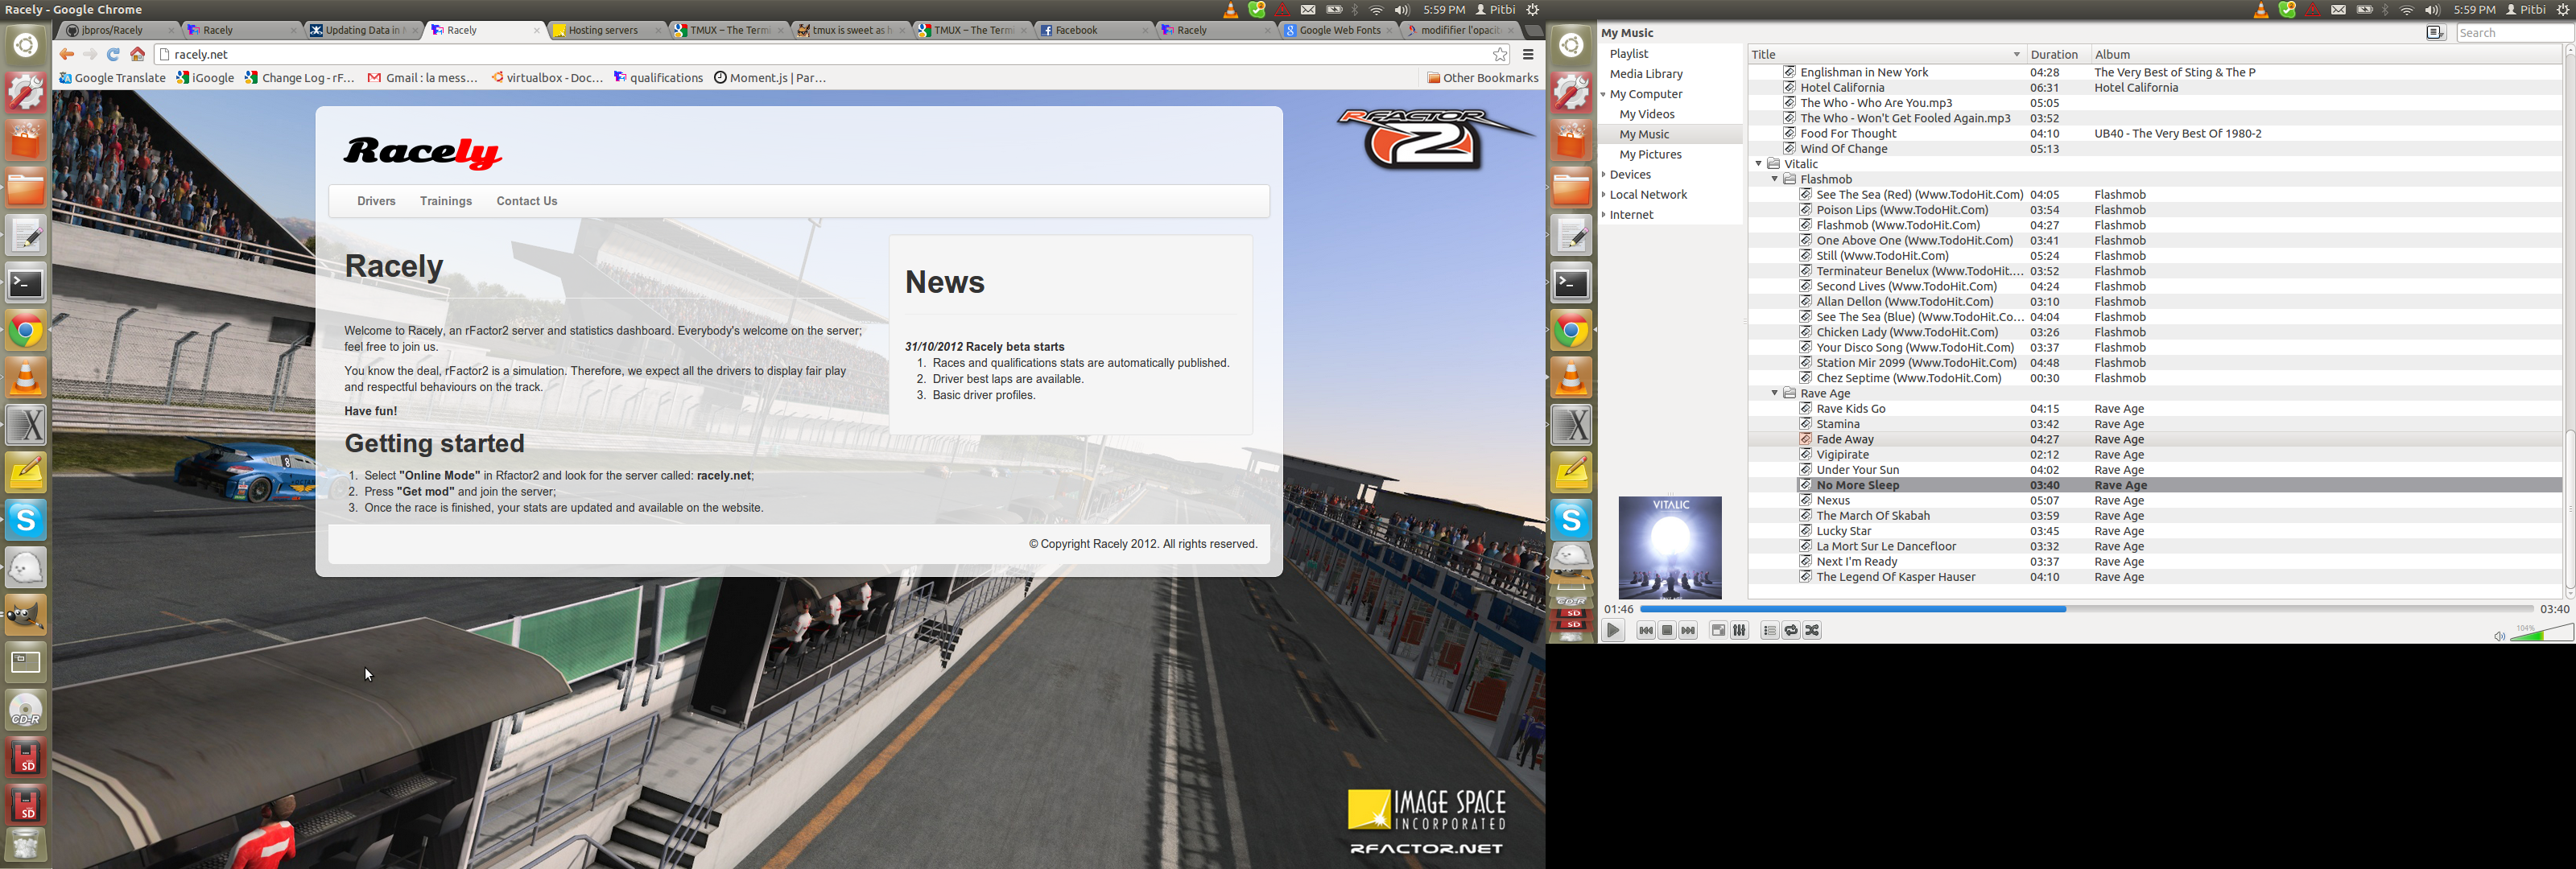 Racely - Google Chrome
5:59 PM Pitbi
jbpros/Racely
Racely
Updating Data in
Racely
Hosting servers
TMUX – The Termi
tmux is sweet as h
TMUX – The Termi
Facebook
Racely
Google Web Fonts
modififier l'opacit
racely.net
Google Translate
iGoogle
Change Log - rF...
Gmail : la mess...
virtualbox - Doc...
qualifications
Moment.js | Par...
Other Bookmarks
RFACTOR
2
Racely
Drivers Trainings Contact Us
Racely
Welcome to Racely, an rFactor2 server and statistics dashboard. Everybody's welcome on the server;
feel free to join us.
You know the deal, rFactor2 is a simulation. Therefore, we expect all the drivers to display fair play
and respectful behaviours on the track.
Have fun!
Getting started
1. Select "Online Mode" in Rfactor2 and look for the server called: racely.net;
2. Press "Get mod" and join the server;
3. Once the race is finished, your stats are updated and available on the website.
News
31/10/2012 Racely beta starts
1. Races and qualifications stats are automatically published.
2. Driver best laps are available.
3. Basic driver profiles.
© Copyright Racely 2012. All rights reserved.
8
IMAGE SPACE
INCORPORATED
RFACTOR.NET
CD-R
SD
SD
5:59 PM Pitbi
My Music
Search
Playlist
Media Library
My Computer
My Videos
My Music
My Pictures
Devices
Local Network
Internet
Title Duration Album
Englishman in New York 04:28 The Very Best of Sting & The P
Hotel California 06:31 Hotel California
The Who - Who Are You.mp3 05:05
The Who - Won't Get Fooled Again.mp3 03:52
Food For Thought 04:10 UB40 - The Very Best Of 1980-2
Wind Of Change 05:13
Vitalic
Flashmob
See The Sea (Red) (Www.TodoHit.Com) 04:05 Flashmob
Poison Lips (Www.TodoHit.Com) 03:54 Flashmob
Flashmob (Www.TodoHit.Com) 04:27 Flashmob
One Above One (Www.TodoHit.Com) 03:41 Flashmob
Still (Www.TodoHit.Com) 05:24 Flashmob
Terminateur Benelux (Www.TodoHit.... 03:52 Flashmob
Second Lives (Www.TodoHit.Com) 04:24 Flashmob
Allan Dellon (Www.TodoHit.Com) 03:10 Flashmob
See The Sea (Blue) (Www.TodoHit.Co... 04:04 Flashmob
Chicken Lady (Www.TodoHit.Com) 03:26 Flashmob
Your Disco Song (Www.TodoHit.Com) 03:37 Flashmob
Station Mir 2099 (Www.TodoHit.Com) 04:48 Flashmob
Chez Septime (Www.TodoHit.Com) 00:30 Flashmob
Rave Age
Rave Kids Go 04:15 Rave Age
Stamina 03:42 Rave Age
Fade Away 04:27 Rave Age
Vigipirate 02:12 Rave Age
Under Your Sun 04:02 Rave Age
No More Sleep 03:40 Rave Age
Nexus 05:07 Rave Age
The March Of Skabah 03:59 Rave Age
Lucky Star 03:45 Rave Age
La Mort Sur Le Dancefloor 03:32 Rave Age
Next I'm Ready 03:37 Rave Age
The Legend Of Kasper Hauser 04:10 Rave Age
VITALIC
01:46
03:40
104%
CD-R
SD
SD